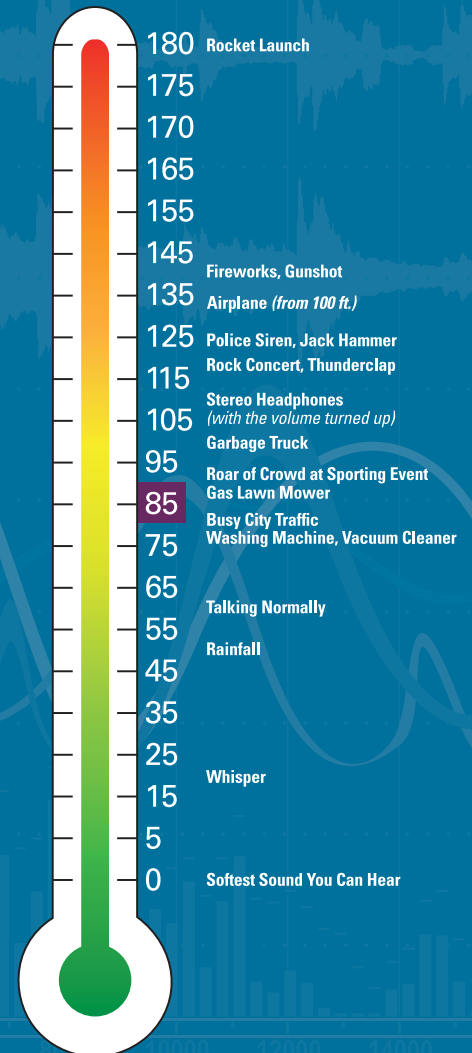 180 Rocket Launch
175
170
165
155
145
Fireworks, Gunshot
135 Airplane (from 100 ft.)
125 Police Siren, Jack Hammer
Rock Concert, Thunderclap
115
Stereo Headphones
105 (with the volume turned up)
Garbage Truck
95
Roar of Crowd at Sporting Event
Gas Lawn Mower
85
Busy City Traffic
75 Washing Machine, Vacuum Cleaner
65
Talking Normally
55
Rainfall
45
35
25
Whisper
15
5
0 Softest Sound You Can Hear
10000 12000 14000